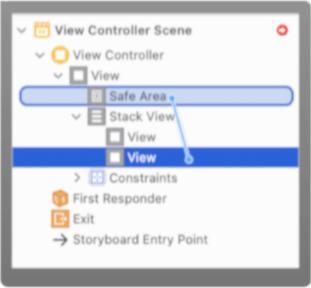 View Controller Scene
View Controller
View
Safe Area
Stack View
View
View
Constraints
First Responder
Exit
Storyboard Entry Point